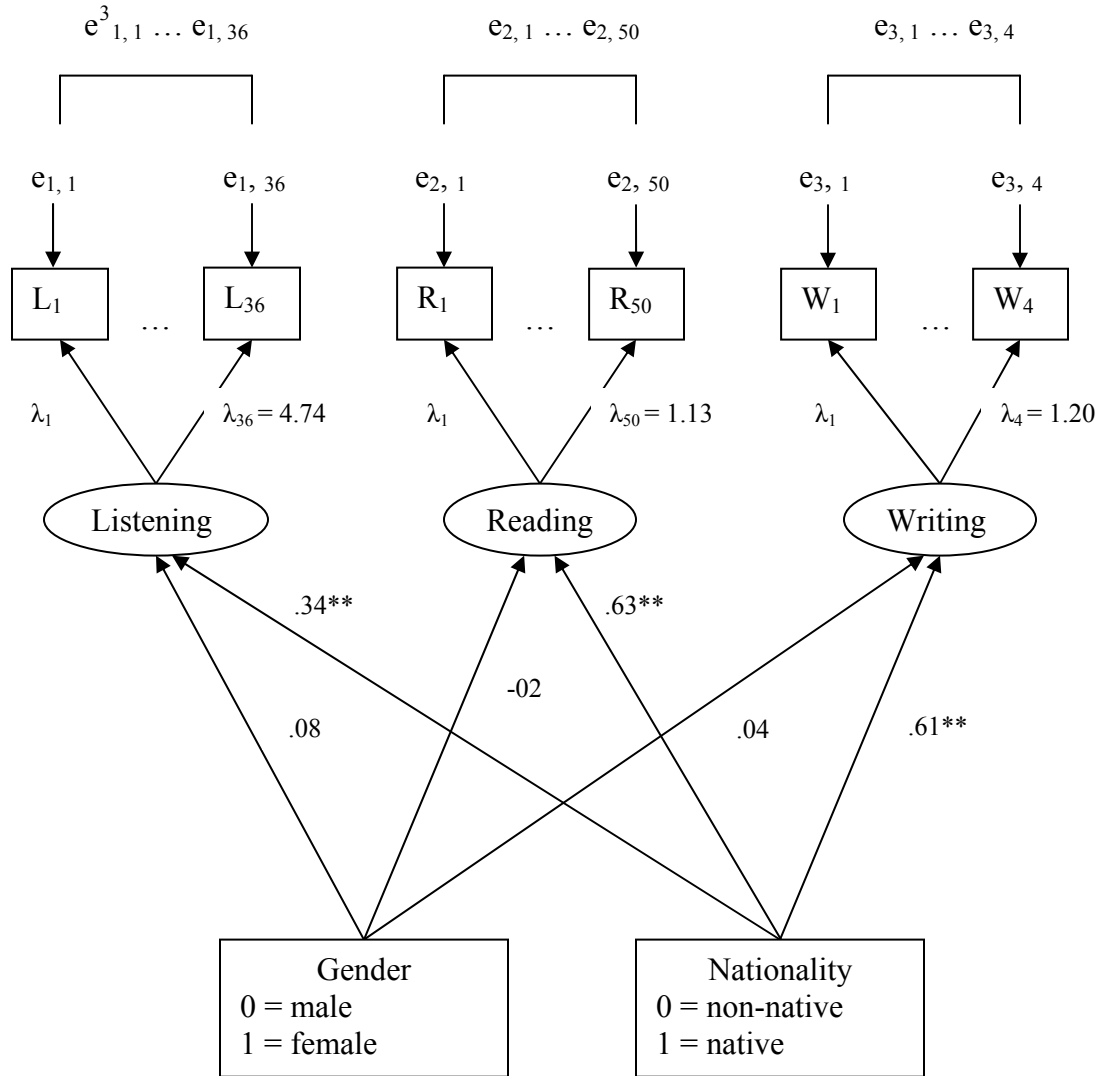 e³₁, ₁ … e₁, ₃₆ e₂, ₁ … e₂, ₅₀ e₃, ₁ … e₃, ₄
e₁, ₁ e₁, ₃₆ e₂, ₁ e₂, ₅₀ e₃, ₁ e₃, ₄
L₁ … L₃₆ R₁ … R₅₀ W₁ … W₄
λ₁ λ₃₆ = 4.74 λ₁ λ₅₀ = 1.13 λ₁ λ₄ = 1.20
Listening Reading Writing
.34** .63**
.08 -02 .04 .61**
Gender
0 = male
1 = female
Nationality
0 = non-native
1 = native